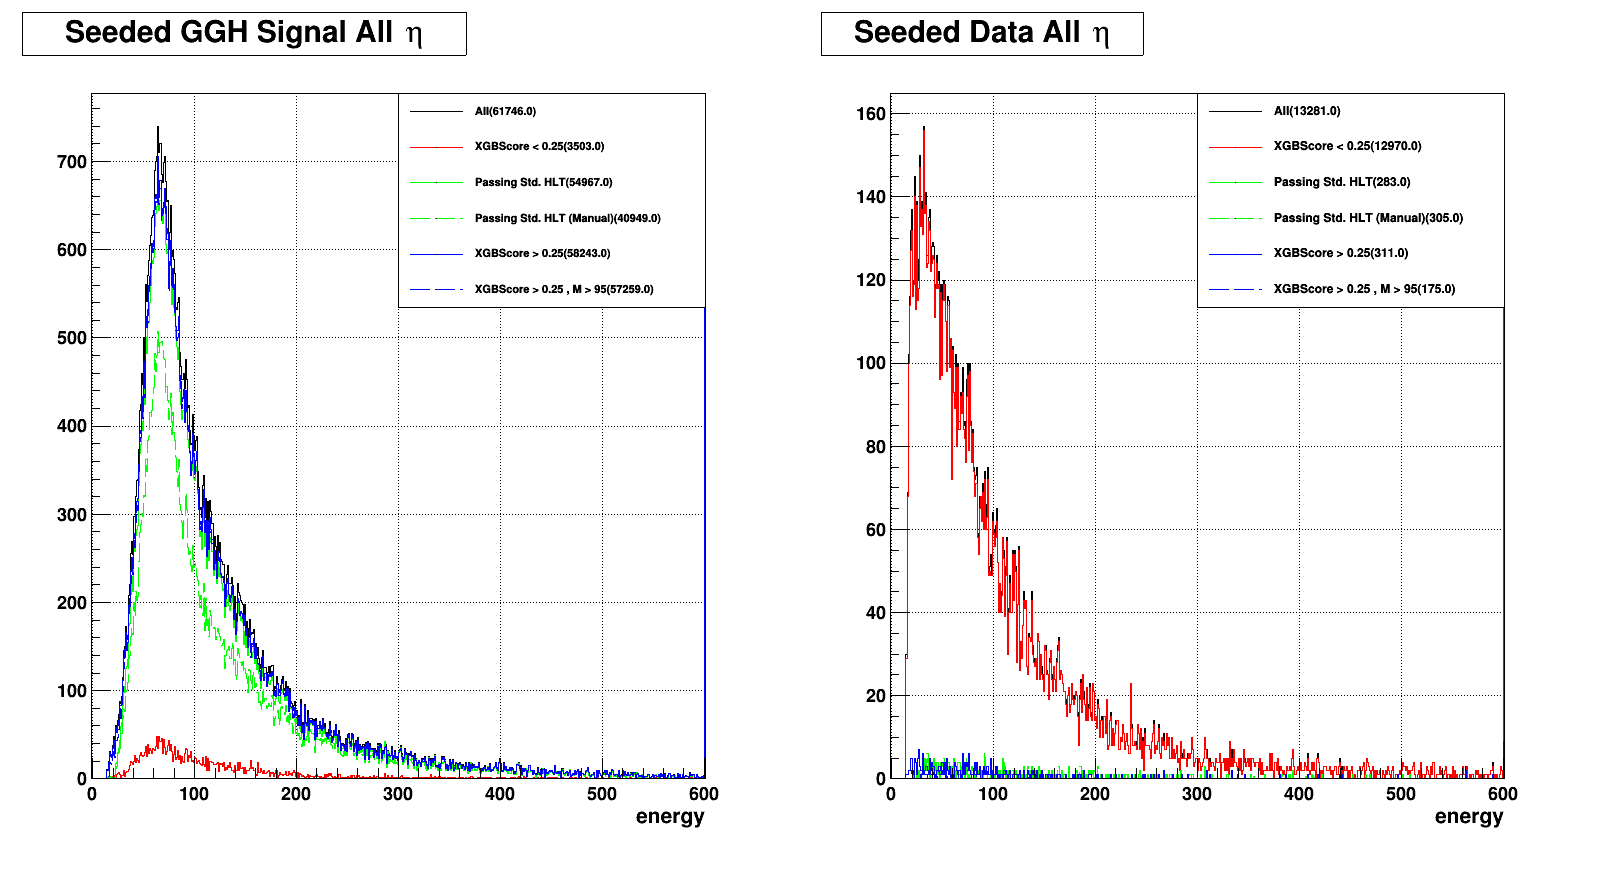 Seeded GGH Signal All η
All(61746.0)
XGBScore < 0.25(3503.0)
Passing Std. HLT(54967.0)
Passing Std. HLT (Manual)(40949.0)
XGBScore > 0.25(58243.0)
XGBScore > 0.25 , M > 95(57259.0)
700
600
500
400
300
200
100
0
0 100 200 300 400 500 600
energy
Seeded Data All η
All(13281.0)
XGBScore < 0.25(12970.0)
Passing Std. HLT(283.0)
Passing Std. HLT (Manual)(305.0)
XGBScore > 0.25(311.0)
XGBScore > 0.25 , M > 95(175.0)
160
140
120
100
80
60
40
20
0
0 100 200 300 400 500 600
energy